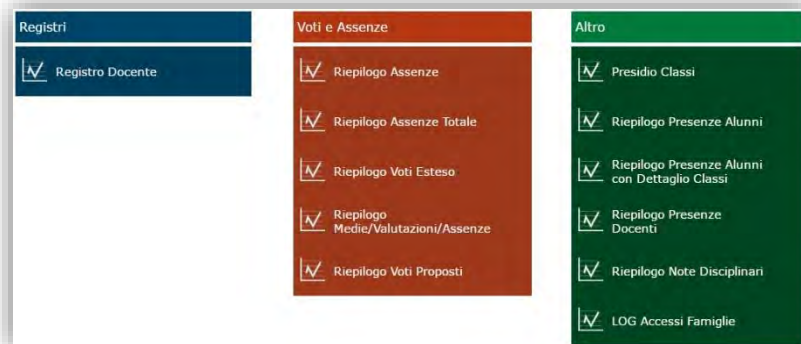 Registri
Registro Docente
Voti e Assenze
Riepilogo Assenze
Riepilogo Assenze Totale
Riepilogo Voti Esteso
Riepilogo
Medie/Valutazioni/Assenze
Riepilogo Voti Proposti
Altro
Presidio Classi
Riepilogo Presenze Alunni
Riepilogo Presenze Alunni
con Dettaglio Classi
Riepilogo Presenze
Docenti
Riepilogo Note Disciplinari
LOG Accessi Famiglie